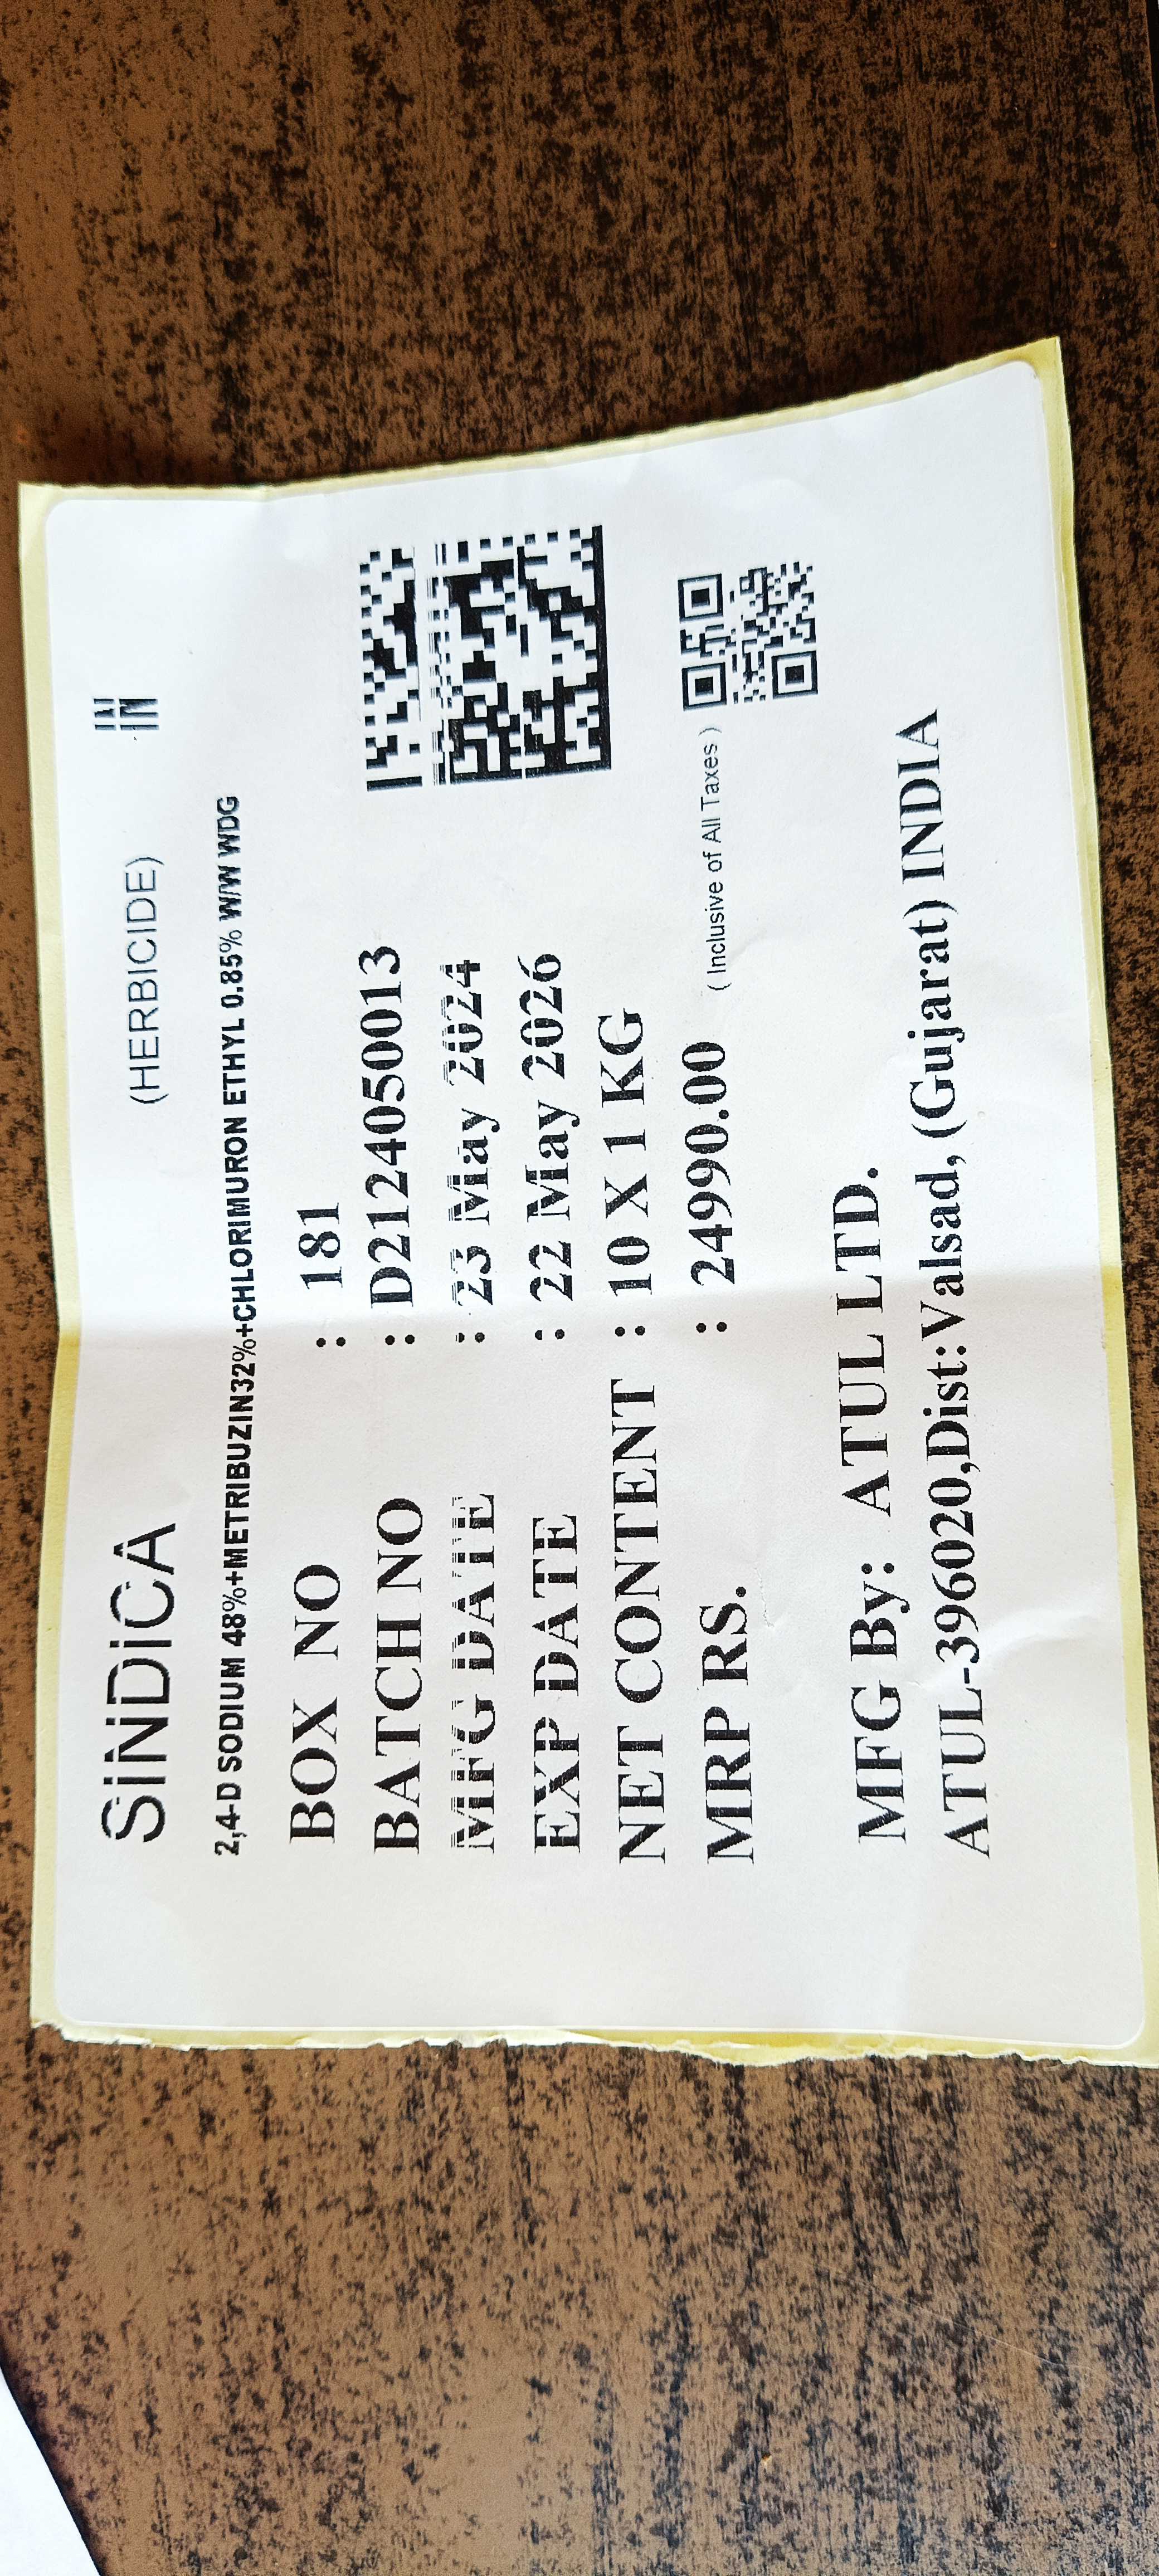 SiNDiCA (HERBICIDE) IN
2,4-D SODIUM 48%+METRIBUZIN32%+CHLORIMURON ETHYL 0.85% W/W WDG
BOX NO : 181
BATCH NO : D2124050013
MFG DATE : 23 May 2024
EXP DATE : 22 May 2026
NET CONTENT : 10 X 1 KG
MRP RS. : 24990.00 ( Inclusive of All Taxes )
MFG By: ATUL LTD.
ATUL-396020,Dist:Valsad, (Gujarat) INDIA